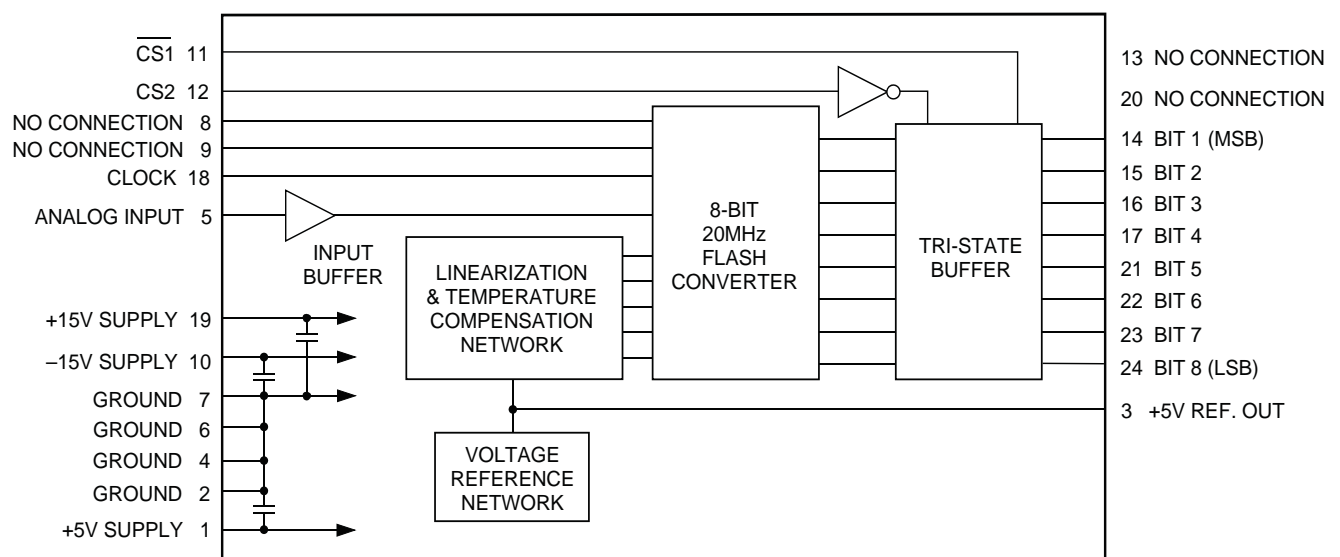 CS1 11
CS2 12
NO CONNECTION 8
NO CONNECTION 9
CLOCK 18
ANALOG INPUT 5
+15V SUPPLY 19
–15V SUPPLY 10
GROUND 7
GROUND 6
GROUND 4
GROUND 2
+5V SUPPLY 1
INPUT
BUFFER
LINEARIZATION
& TEMPERATURE
COMPENSATION
NETWORK
VOLTAGE
REFERENCE
NETWORK
8-BIT
20MHz
FLASH
CONVERTER
TRI-STATE
BUFFER
13 NO CONNECTION
20 NO CONNECTION
14 BIT 1 (MSB)
15 BIT 2
16 BIT 3
17 BIT 4
21 BIT 5
22 BIT 6
23 BIT 7
24 BIT 8 (LSB)
3 +5V REF. OUT